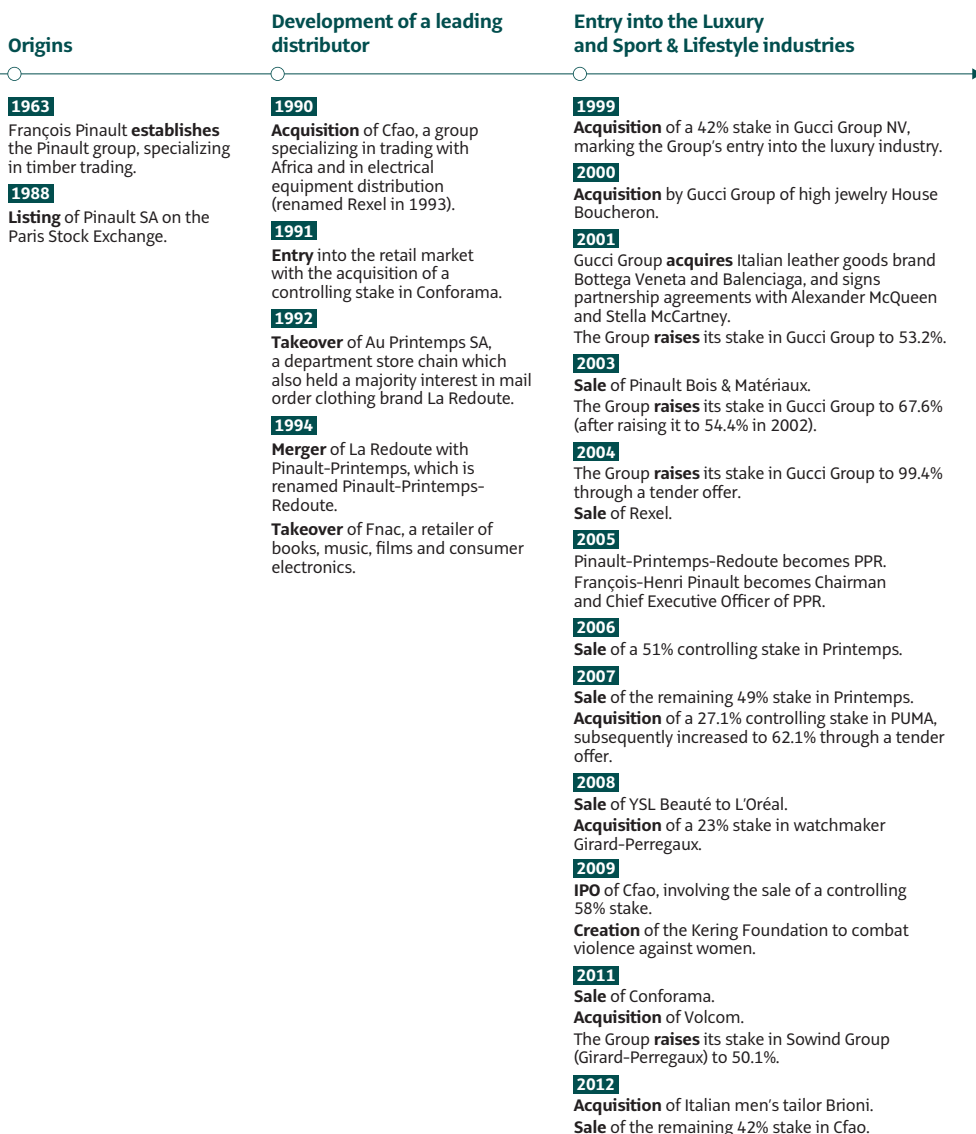 Origins
1963
François Pinault establishes
the Pinault group, specializing
in timber trading.
1988
Listing of Pinault SA on the
Paris Stock Exchange.
Development of a leading
distributor
1990
Acquisition of Cfao, a group
specializing in trading with
Africa and in electrical
equipment distribution
(renamed Rexel in 1993).
1991
Entry into the retail market
with the acquisition of a
controlling stake in Conforama.
1992
Takeover of Au Printemps SA,
a department store chain which
also held a majority interest in mail
order clothing brand La Redoute.
1994
Merger of La Redoute with
Pinault-Printemps, which is
renamed Pinault-Printemps-
Redoute.
Takeover of Fnac, a retailer of
books, music, films and consumer
electronics.
Entry into the Luxury
and Sport & Lifestyle industries
1999
Acquisition of a 42% stake in Gucci Group NV,
marking the Group's entry into the luxury industry.
2000
Acquisition by Gucci Group of high jewelry House
Boucheron.
2001
Gucci Group acquires Italian leather goods brand
Bottega Veneta and Balenciaga, and signs
partnership agreements with Alexander McQueen
and Stella McCartney.
The Group raises its stake in Gucci Group to 53.2%.
2003
Sale of Pinault Bois & Matériaux.
The Group raises its stake in Gucci Group to 67.6%
(after raising it to 54.4% in 2002).
2004
The Group raises its stake in Gucci Group to 99.4%
through a tender offer.
Sale of Rexel.
2005
Pinault-Printemps-Redoute becomes PPR.
François-Henri Pinault becomes Chairman
and Chief Executive Officer of PPR.
2006
Sale of a 51% controlling stake in Printemps.
2007
Sale of the remaining 49% stake in Printemps.
Acquisition of a 27.1% controlling stake in PUMA,
subsequently increased to 62.1% through a tender
offer.
2008
Sale of YSL Beauté to L'Oréal.
Acquisition of a 23% stake in watchmaker
Girard-Perregaux.
2009
IPO of Cfao, involving the sale of a controlling
58% stake.
Creation of the Kering Foundation to combat
violence against women.
2011
Sale of Conforama.
Acquisition of Volcom.
The Group raises its stake in Sowind Group
(Girard-Perregaux) to 50.1%.
2012
Acquisition of Italian men's tailor Brioni.
Sale of the remaining 42% stake in Cfao.